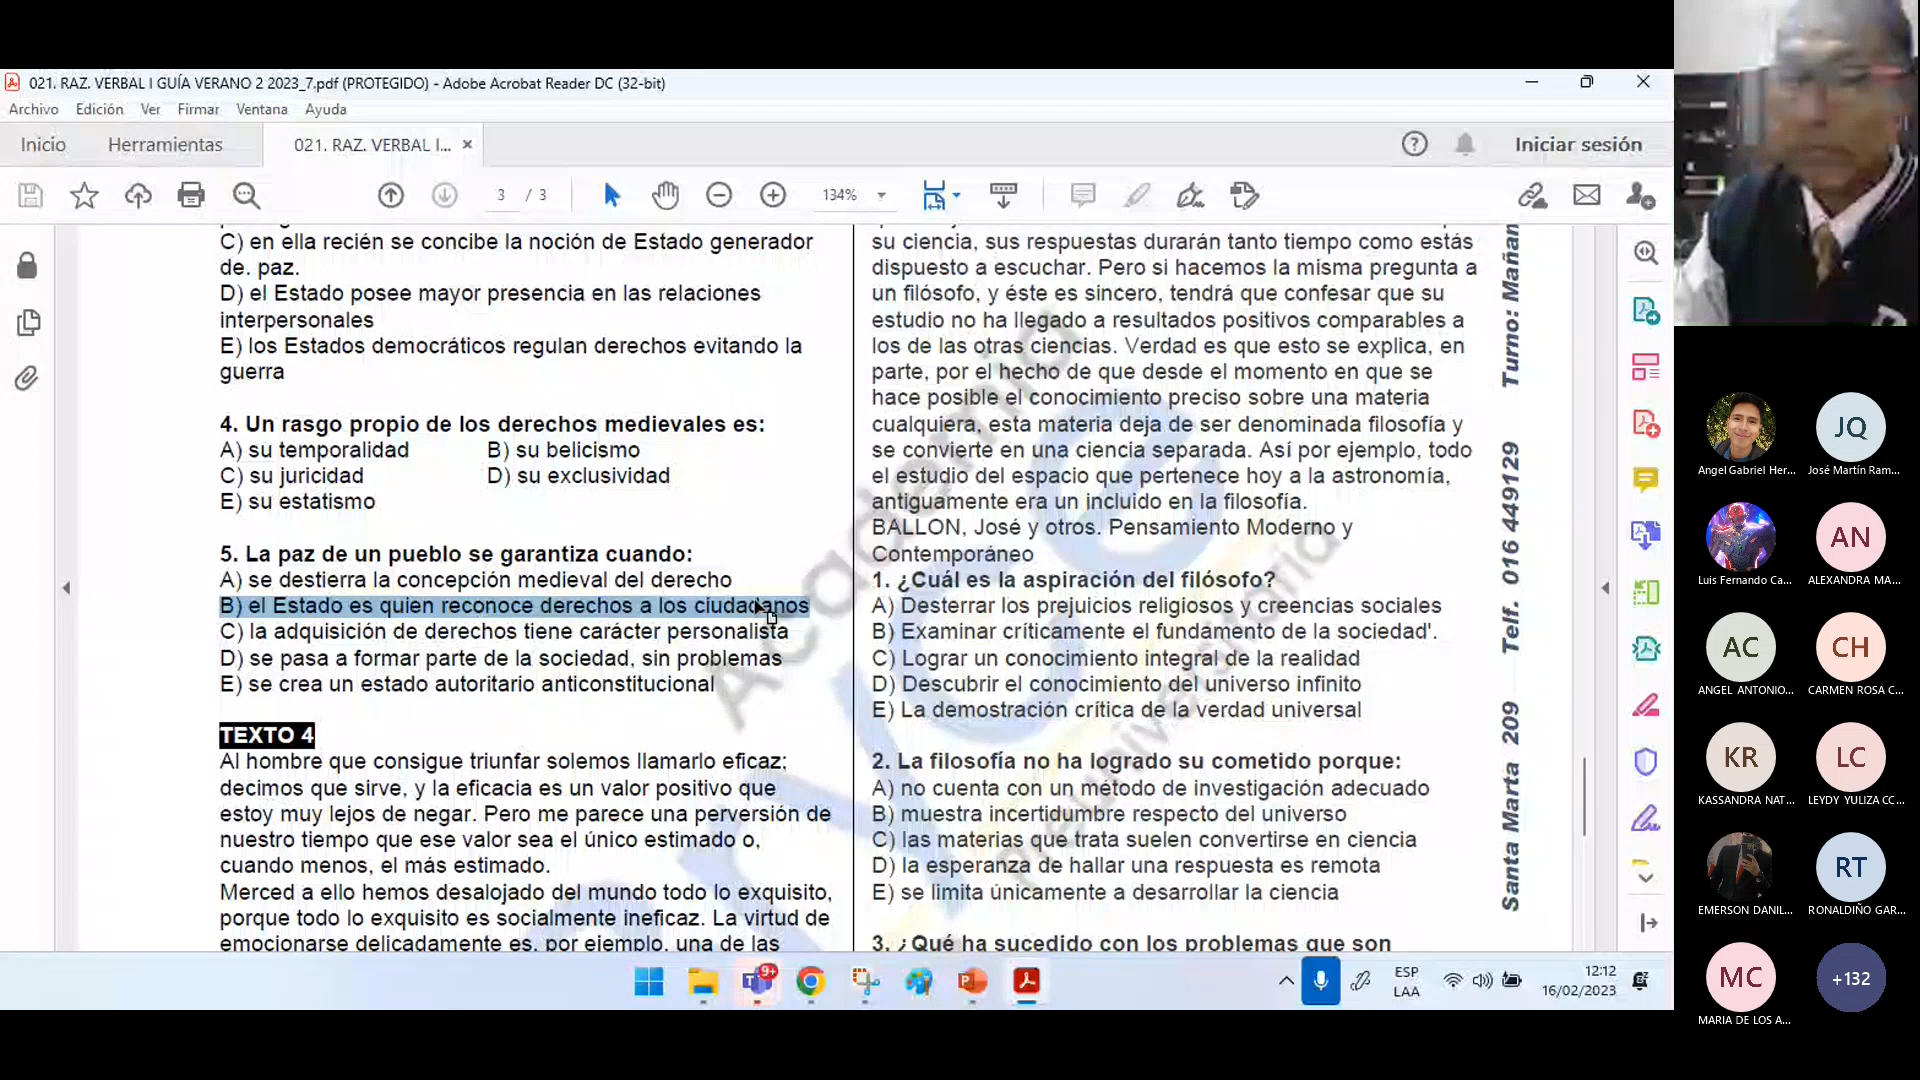 021. RAZ. VERBAL I GUÍA VERANO 2 2023_7.pdf (PROTEGIDO) - Adobe Acrobat Reader DC (32-bit)
Archivo Edición Ver Firmar Ventana Ayuda
Inicio Herramientas 021. RAZ. VERBAL I... × Iniciar sesión
3 / 3 134%
C) en ella recién se concibe la noción de Estado generador
de. paz.
D) el Estado posee mayor presencia en las relaciones
interpersonales
E) los Estados democráticos regulan derechos evitando la
guerra
4. Un rasgo propio de los derechos medievales es:
A) su temporalidad B) su belicismo
C) su juricidad D) su exclusividad
E) su estatismo
5. La paz de un pueblo se garantiza cuando:
A) se destierra la concepción medieval del derecho
B) el Estado es quien reconoce derechos a los ciudadanos
C) la adquisición de derechos tiene carácter personalista
D) se pasa a formar parte de la sociedad, sin problemas
E) se crea un estado autoritario anticonstitucional
TEXTO 4
Al hombre que consigue triunfar solemos llamarlo eficaz;
decimos que sirve, y la eficacia es un valor positivo que
estoy muy lejos de negar. Pero me parece una perversión de
nuestro tiempo que ese valor sea el único estimado o,
cuando menos, el más estimado.
Merced a ello hemos desalojado del mundo todo lo exquisito,
porque todo lo exquisito es socialmente ineficaz. La virtud de
emocionarse delicadamente es, por ejemplo, una de las
su ciencia, sus respuestas durarán tanto tiempo como estás
dispuesto a escuchar. Pero si hacemos la misma pregunta a
un filósofo, y éste es sincero, tendrá que confesar que su
estudio no ha llegado a resultados positivos comparables a
los de las otras ciencias. Verdad es que esto se explica, en
parte, por el hecho de que desde el momento en que se
hace posible el conocimiento preciso sobre una materia
cualquiera, esta materia deja de ser denominada filosofía y
se convierte en una ciencia separada. Así por ejemplo, todo
el estudio del espacio que pertenece hoy a la astronomía,
antiguamente era un incluido en la filosofía.
BALLON, José y otros. Pensamiento Moderno y
Contemporáneo
1. ¿Cuál es la aspiración del filósofo?
A) Desterrar los prejuicios religiosos y creencias sociales
B) Examinar críticamente el fundamento de la sociedad'.
C) Lograr un conocimiento integral de la realidad
D) Descubrir el conocimiento del universo infinito
E) La demostración crítica de la verdad universal
2. La filosofía no ha logrado su cometido porque:
A) no cuenta con un método de investigación adecuado
B) muestra incertidumbre respecto del universo
C) las materias que trata suelen convertirse en ciencia
D) la esperanza de hallar una respuesta es remota
E) se limita únicamente a desarrollar la ciencia
3. ¿Qué ha sucedido con los problemas que son
Academia
Preuniversitaria
Santa Marta 209 Telf. 016 449129 Turno: Mañan
9+
ESP
LAA
12:12
16/02/2023
Angel Gabriel Her...
JQ
José Martín Ram...
Luis Fernando Ca...
AN
ALEXANDRA MA...
AC
ANGEL ANTONIO...
CH
CARMEN ROSA C...
KR
KASSANDRA NAT...
LC
LEYDY YULIZA CC...
EMERSON DANIL...
RT
RONALDIÑO GAR...
MC
MARIA DE LOS A...
+132